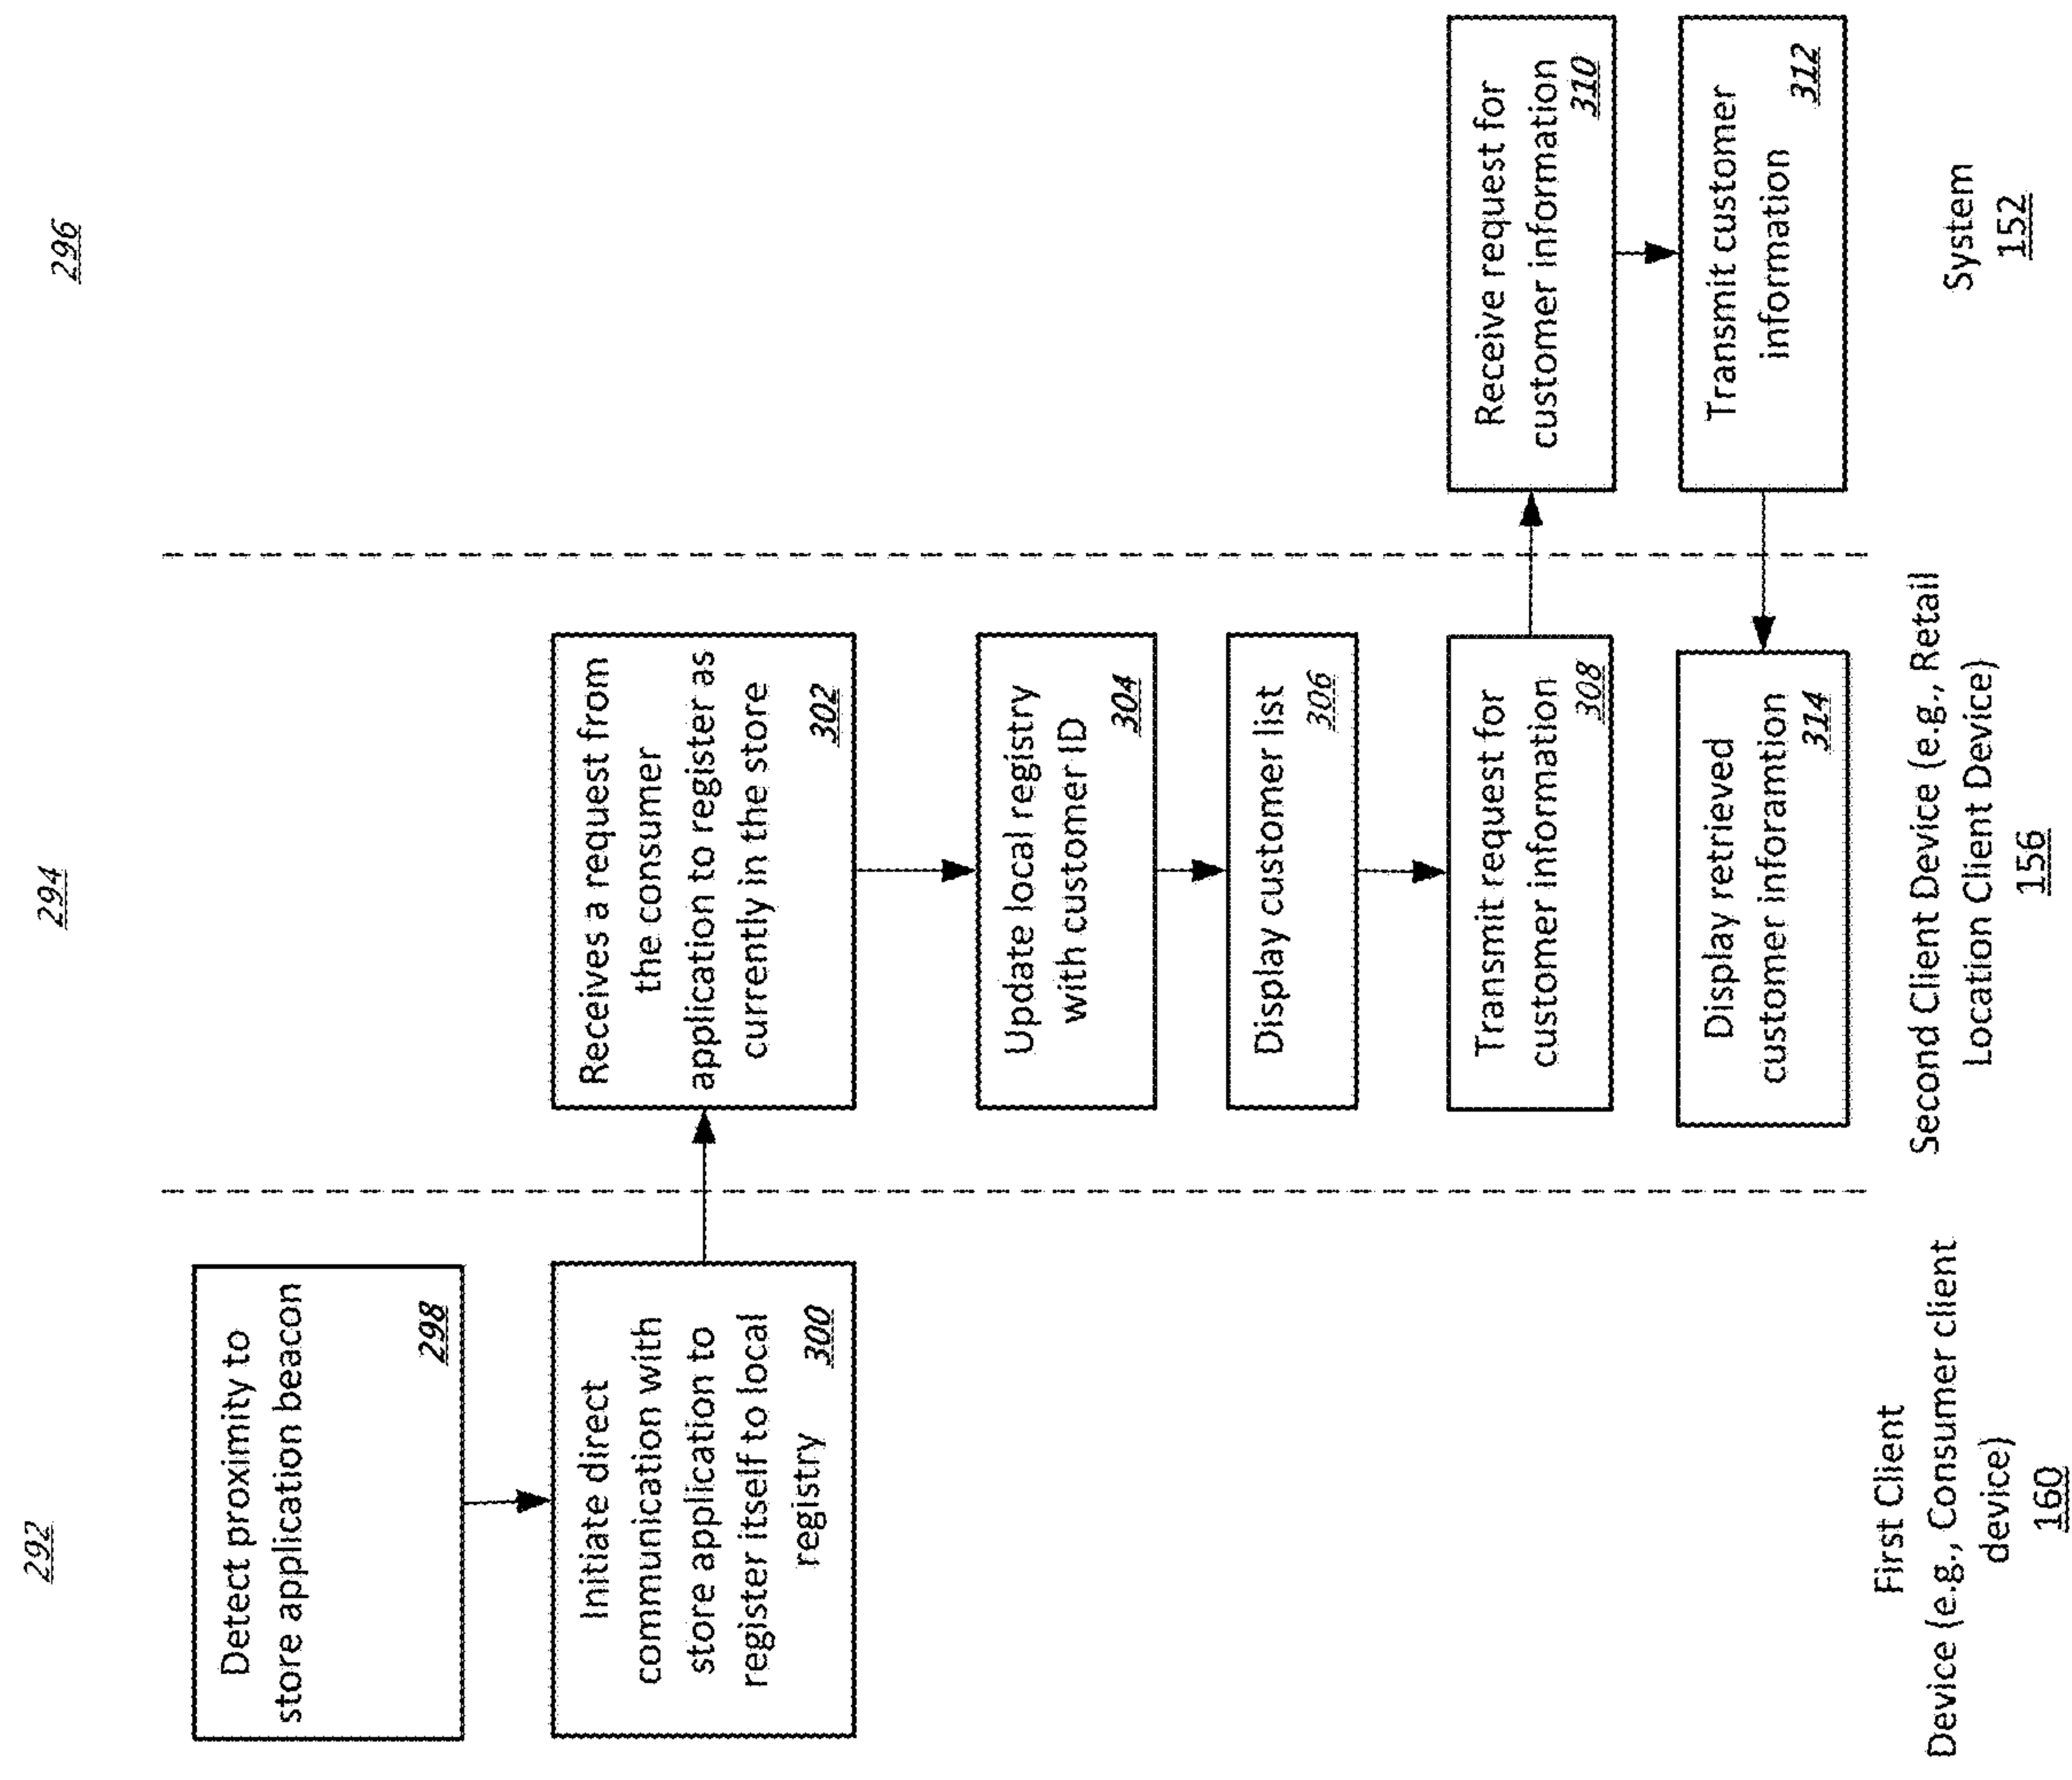 292
Detect proximity to
store application beacon
298
Initiate direct
communication with
store application to
register itself to local
registry
300
First Client
Device (e.g., Consumer client
device)
160
294
Receives a request from
the consumer
application to register as
currently in the store
302
Update local registry
with customer ID
304
Display customer list
306
Transmit request for
customer information
308
Display retrieved
customer inforamtion
314
Second Client Device (e.g., Retail
Location Client Device)
156
296
Receive request for
customer information
310
Transmit customer
information
312
System
152